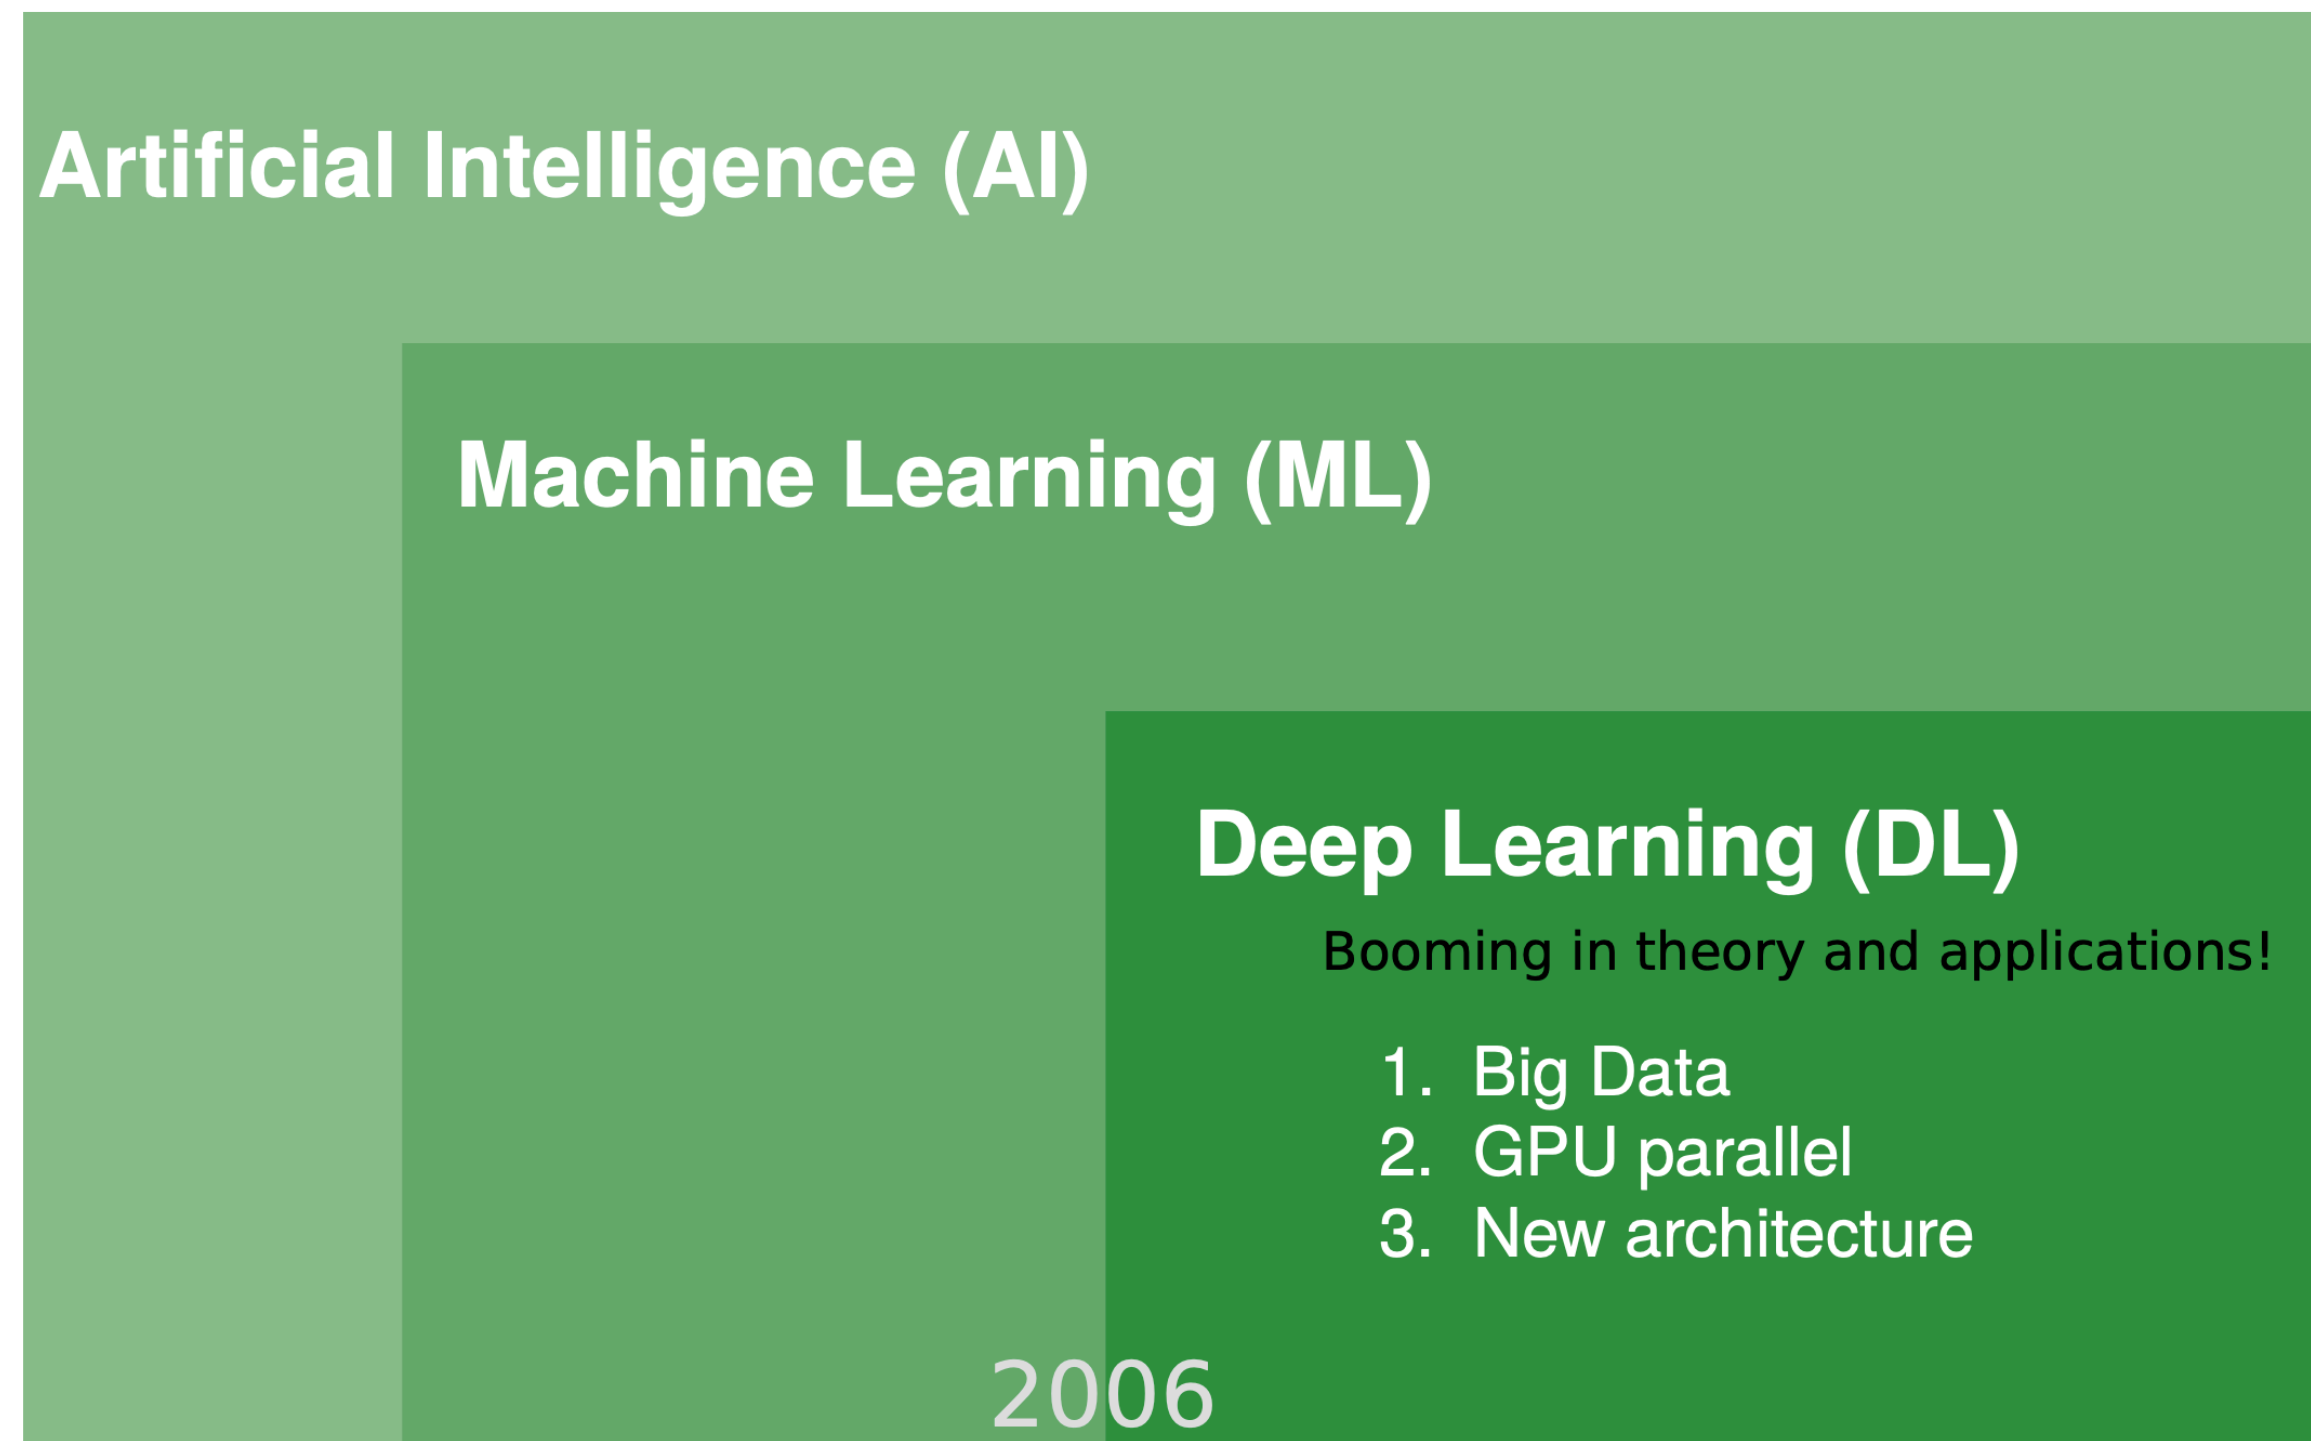 Artificial Intelligence (AI)
Machine Learning (ML)
Deep Learning (DL)
Booming in theory and applications!
1. Big Data
2. GPU parallel
3. New architecture
2006